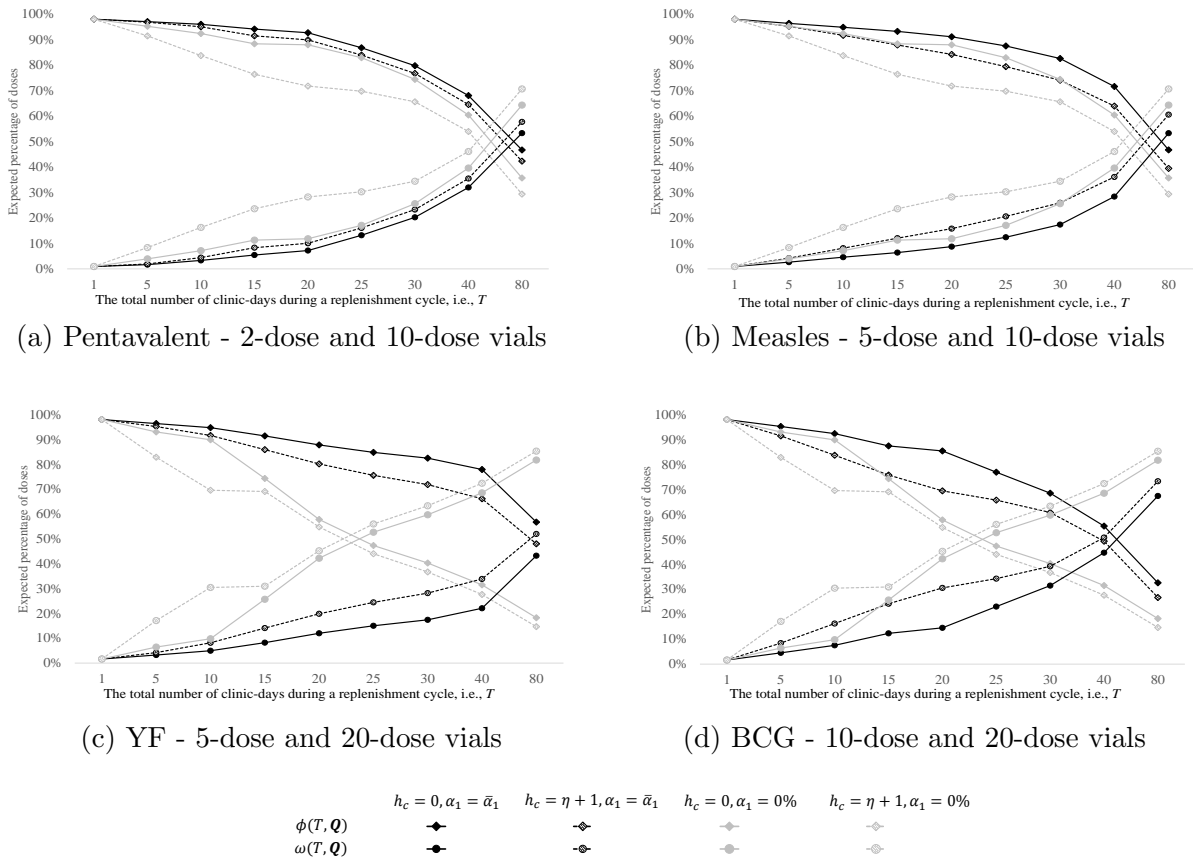 100%
90%
80%
70%
60%
50%
40%
30%
20%
10%
0%
Expected percentage of doses
1 5 10 15 20 25 30 40 80
The total number of clinic-days during a replenishment cycle, i.e., T
(a) Pentavalent - 2-dose and 10-dose vials
100%
90%
80%
70%
60%
50%
40%
30%
20%
10%
0%
Expected percentage of doses
1 5 10 15 20 25 30 40 80
The total number of clinic-days during a replenishment cycle, i.e., T
(b) Measles - 5-dose and 10-dose vials
100%
90%
80%
70%
60%
50%
40%
30%
20%
10%
0%
Expected percentage of doses
1 5 10 15 20 25 30 40 80
The total number of clinic-days during a replenishment cycle, i.e., T
(c) YF - 5-dose and 20-dose vials
100%
90%
80%
70%
60%
50%
40%
30%
20%
10%
0%
Expected percentage of doses
1 5 10 15 20 25 30 40 80
The total number of clinic-days during a replenishment cycle, i.e., T
(d) BCG - 10-dose and 20-dose vials
h_c = 0, α_1 = ᾱ_1 h_c = η + 1, α_1 = ᾱ_1 h_c = 0, α_1 = 0% h_c = η + 1, α_1 = 0%
ϕ(T, Q)
ω(T, Q)